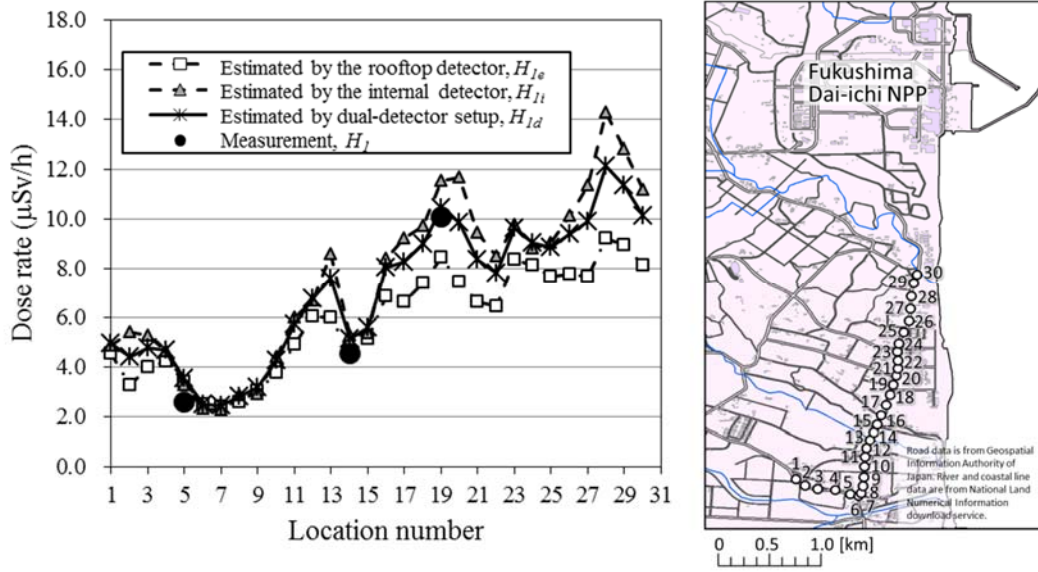 18.0
16.0
14.0
12.0
10.0
8.0
6.0
4.0
2.0
0.0
Dose rate (μSv/h)
Estimated by the rooftop detector, H1e
Estimated by the internal detector, H1i
Estimated by dual-detector setup, H1d
Measurement, H1
1 3 5 7 9 11 13 15 17 19 21 23 25 27 29 31
Location number
Fukushima
Dai-ichi NPP
30
29
28
27
26
25
24
23
22
21
20
19
18
17
16
15
14
13
12
11
10
9
8
7
6
5
4
3
2
1
Road data is from Geospatial
Information Authority of
Japan. River and coastal line
data are from National Land
Numerical Information
download service.
0 0.5 1.0 [km]